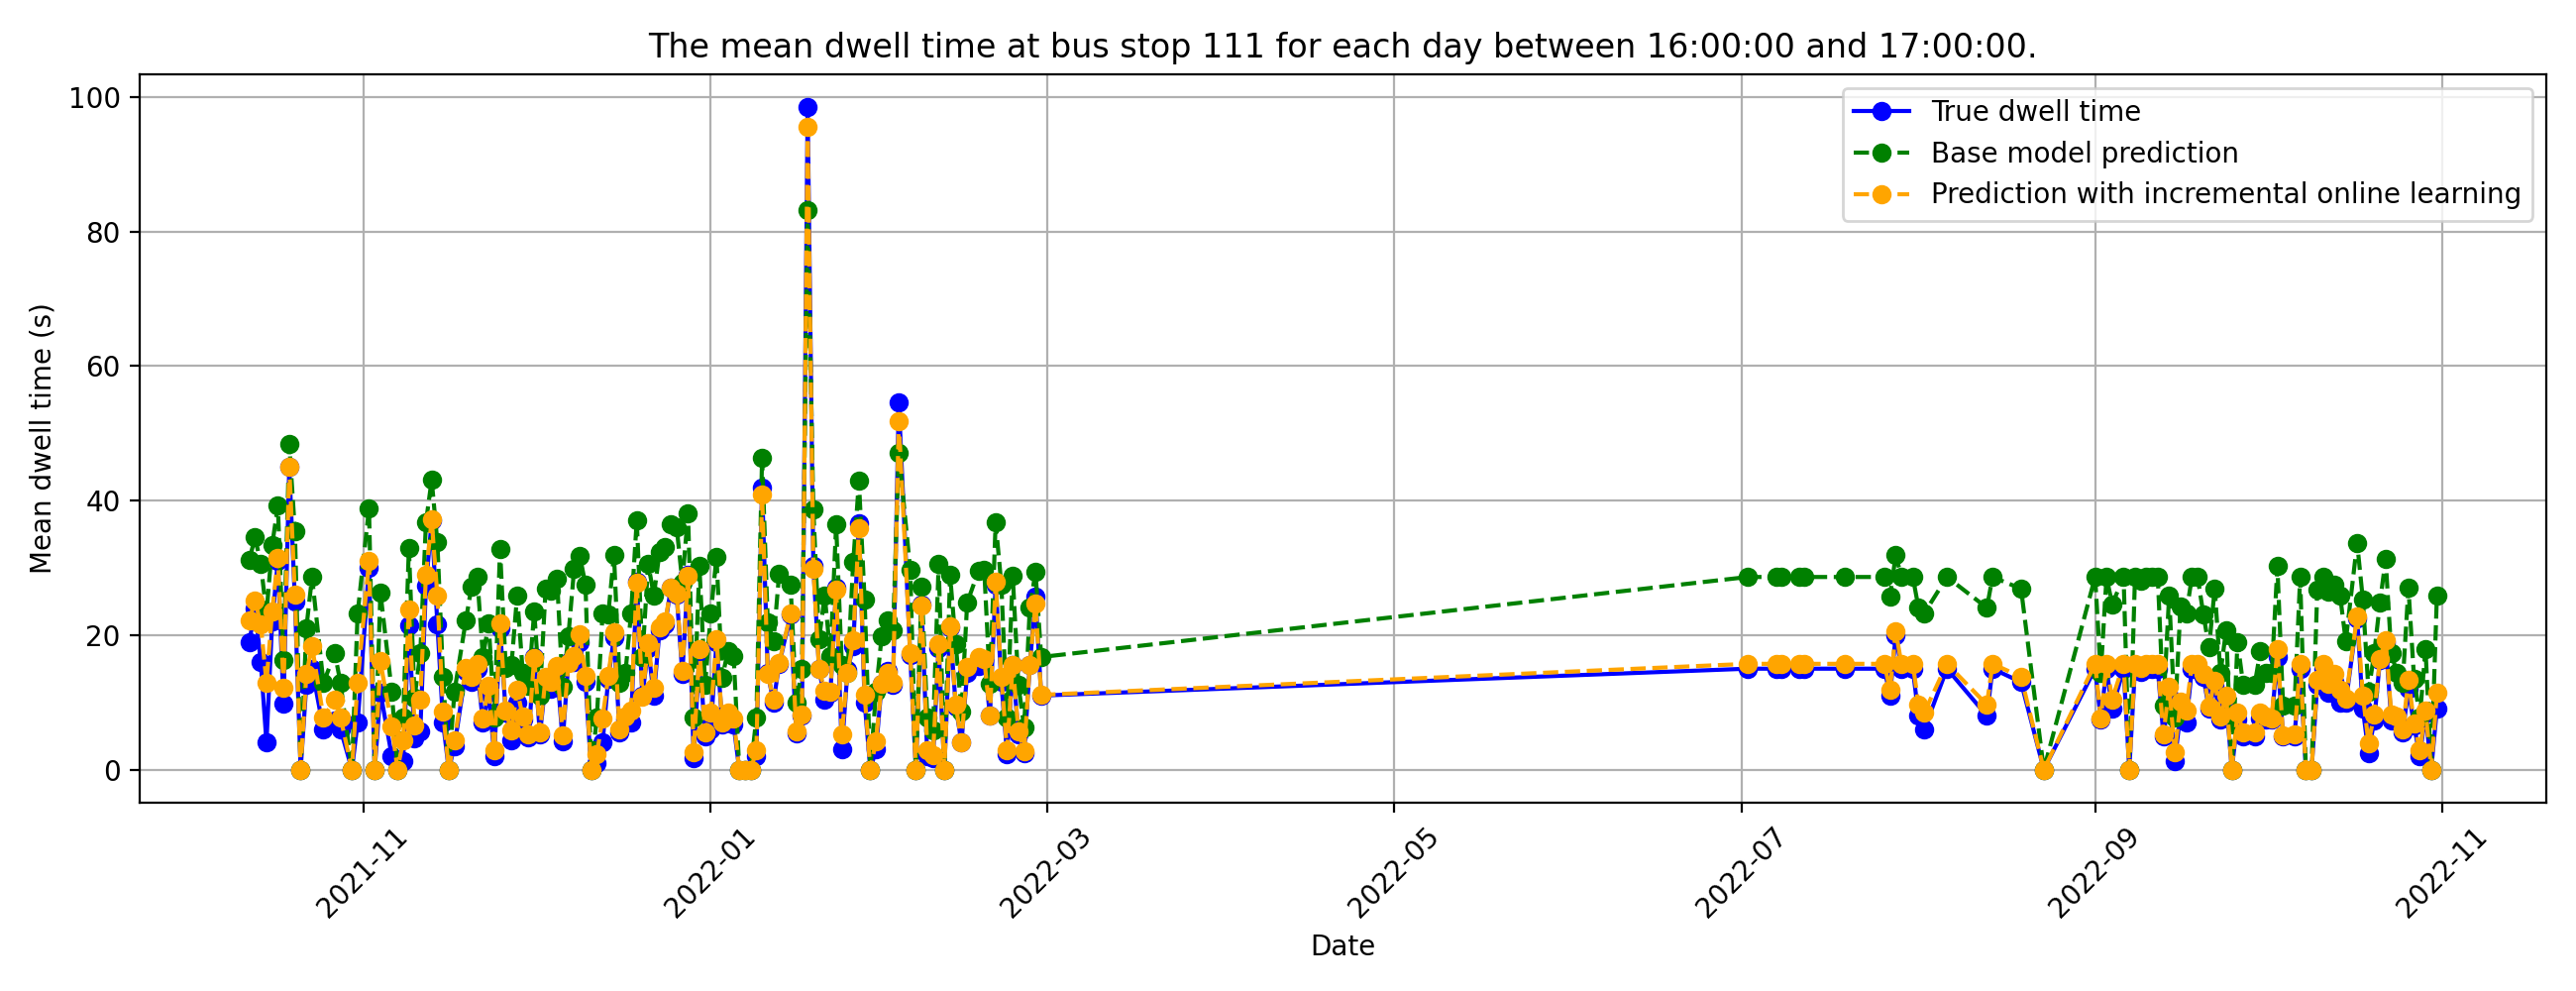 The mean dwell time at bus stop 111 for each day between 16:00:00 and 17:00:00.
100
80
60
40
20
0
Mean dwell time (s)
True dwell time
Base model prediction
Prediction with incremental online learning
2021-11
2022-01
2022-03
2022-05
2022-07
2022-09
2022-11
Date